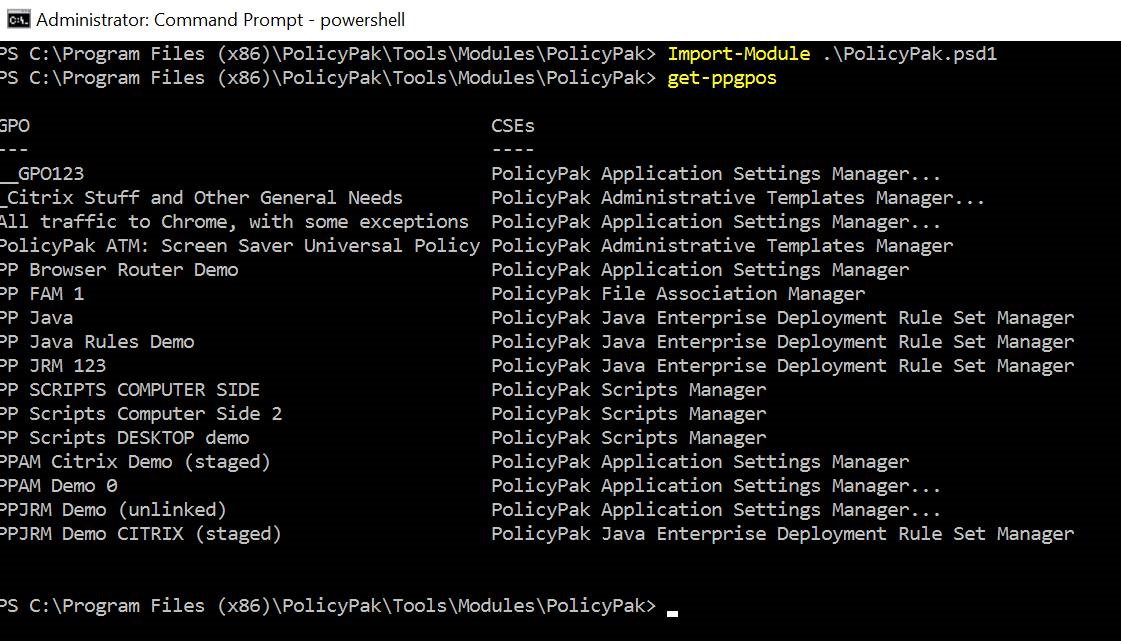 Administrator: Command Prompt - powershell
PS C:\Program Files (x86)\PolicyPak\Tools\Modules\PolicyPak> Import-Module .\PolicyPak.psd1
PS C:\Program Files (x86)\PolicyPak\Tools\Modules\PolicyPak> get-ppgpos
GPO CSEs
--- ----
__GPO123 PolicyPak Application Settings Manager...
_Citrix Stuff and Other General Needs PolicyPak Administrative Templates Manager...
All traffic to Chrome, with some exceptions PolicyPak Application Settings Manager...
PolicyPak ATM: Screen Saver Universal Policy PolicyPak Administrative Templates Manager
PP Browser Router Demo PolicyPak Application Settings Manager
PP FAM 1 PolicyPak File Association Manager
PP Java PolicyPak Java Enterprise Deployment Rule Set Manager
PP Java Rules Demo PolicyPak Java Enterprise Deployment Rule Set Manager
PP JRM 123 PolicyPak Java Enterprise Deployment Rule Set Manager
PP SCRIPTS COMPUTER SIDE PolicyPak Scripts Manager
PP Scripts Computer Side 2 PolicyPak Scripts Manager
PP Scripts DESKTOP demo PolicyPak Scripts Manager
PPAM Citrix Demo (staged) PolicyPak Application Settings Manager
PPAM Demo 0 PolicyPak Application Settings Manager...
PPJRM Demo (unlinked) PolicyPak Application Settings Manager...
PPJRM Demo CITRIX (staged) PolicyPak Java Enterprise Deployment Rule Set Manager
PS C:\Program Files (x86)\PolicyPak\Tools\Modules\PolicyPak>